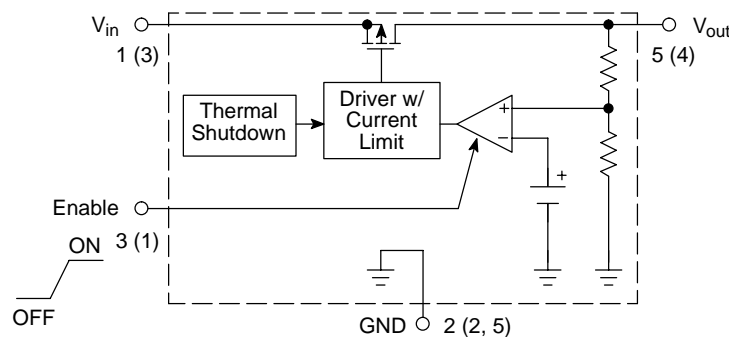 Vin
1 (3)
Vout
5 (4)
Thermal
Shutdown
Driver w/
Current
Limit
+
−
+
Enable
3 (1)
ON
OFF
GND
2 (2, 5)